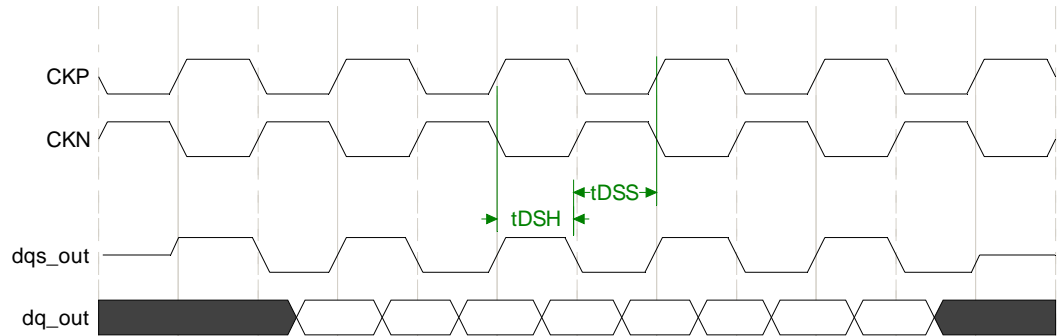 CKP
CKN
tDSS
tDSH
dqs_out
dq_out